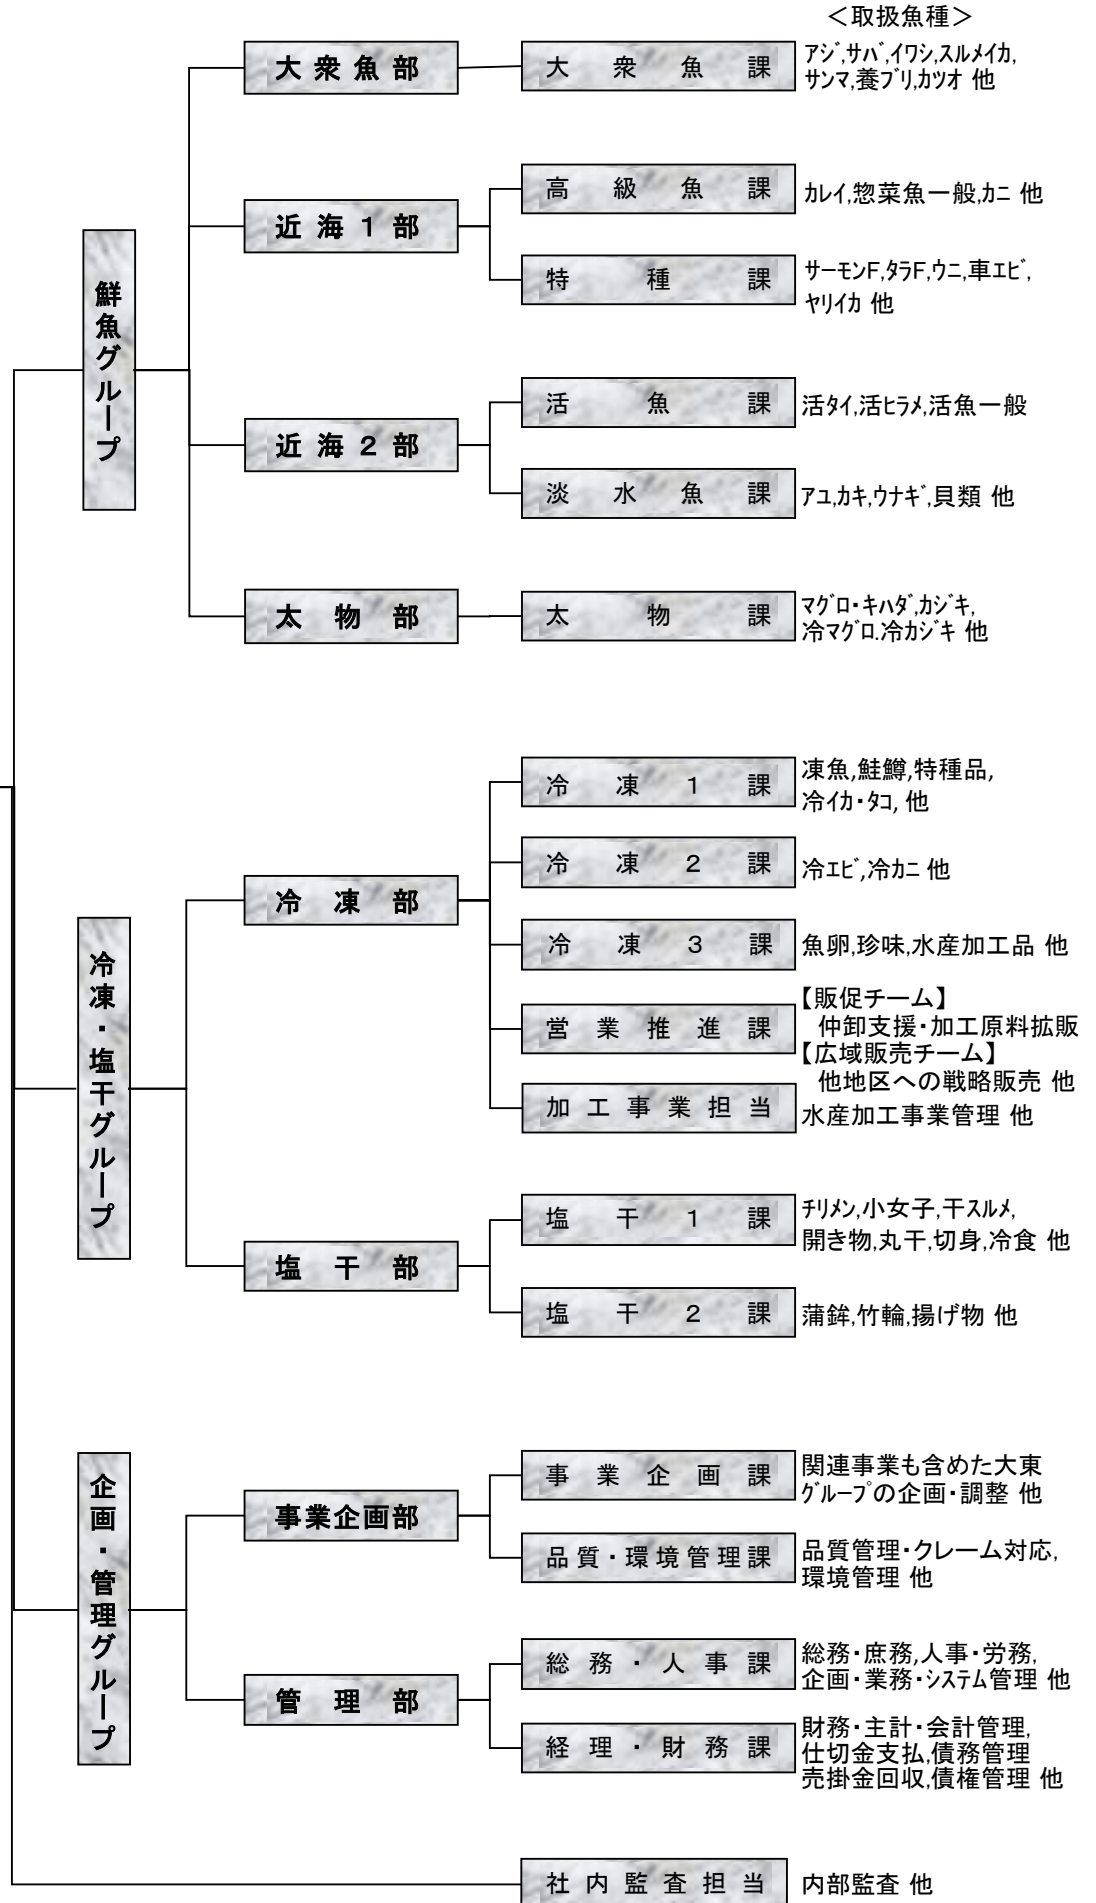 ＜取扱魚種＞
鮮魚グループ
大衆魚部
大衆魚課
ｱｼﾞ,ｻﾊﾞ,ｲﾜｼ,ｽﾙﾒｲｶ,
ｻﾝﾏ,養ﾌﾞﾘ,ｶﾂｵ 他
近海１部
高級魚課
ｶﾚｲ,惣菜魚一般,ｶﾆ 他
特種課
ｻｰﾓﾝF,ﾀﾗF,ｳﾆ,車ｴﾋﾞ,
ﾔﾘｲｶ 他
近海２部
活魚課
活ﾀｲ,活ﾋﾗﾒ,活魚一般
淡水魚課
ｱﾕ,ｶｷ,ｳﾅｷﾞ,貝類 他
太物部
太物課
ﾏｸﾞﾛ・ｷﾊﾀﾞ,ｶｼﾞｷ,
冷ﾏｸﾞﾛ.冷ｶｼﾞｷ 他
冷凍・塩干グループ
冷凍部
冷凍１課
凍魚,鮭鱒,特種品,
冷ｲｶ・ﾀｺ, 他
冷凍２課
冷ｴﾋﾞ,冷ｶﾆ 他
冷凍３課
魚卵,珍味,水産加工品 他
営業推進課
【販促チーム】
仲卸支援・加工原料拡販
【広域販売チーム】
他地区への戦略販売 他
加工事業担当
水産加工事業管理 他
塩干部
塩干１課
ﾁﾘﾒﾝ,小女子,干ｽﾙﾒ,
開き物,丸干,切身,冷食 他
塩干２課
蒲鉾,竹輪,揚げ物 他
企画・管理グループ
事業企画部
事業企画課
関連事業も含めた大東
ｸﾞﾙｰﾌﾟの企画・調整 他
品質・環境管理課
品質管理・クレーム対応,
環境管理 他
管理部
総務・人事課
総務・庶務,人事・労務,
企画・業務・ｼｽﾃﾑ管理 他
経理・財務課
財務・主計・会計管理,
仕切金支払,債務管理
売掛金回収,債権管理 他
社内監査担当
内部監査 他